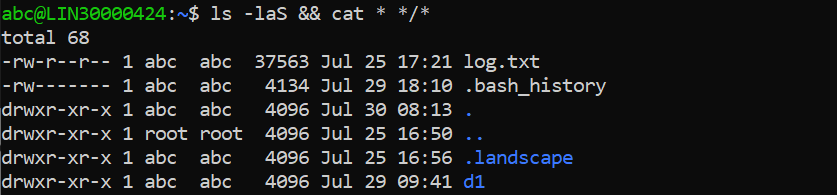 abc@LIN30000424:~$ ls -laS && cat * */*
total 68
-rw-r--r-- 1 abc  abc  37563 Jul 25 17:21 log.txt
-rw------- 1 abc  abc   4134 Jul 29 18:10 .bash_history
drwxr-xr-x 1 abc  abc   4096 Jul 30 08:13 .
drwxr-xr-x 1 root root  4096 Jul 25 16:50 ..
drwxr-xr-x 1 abc  abc   4096 Jul 25 16:56 .landscape
drwxr-xr-x 1 abc  abc   4096 Jul 29 09:41 d1